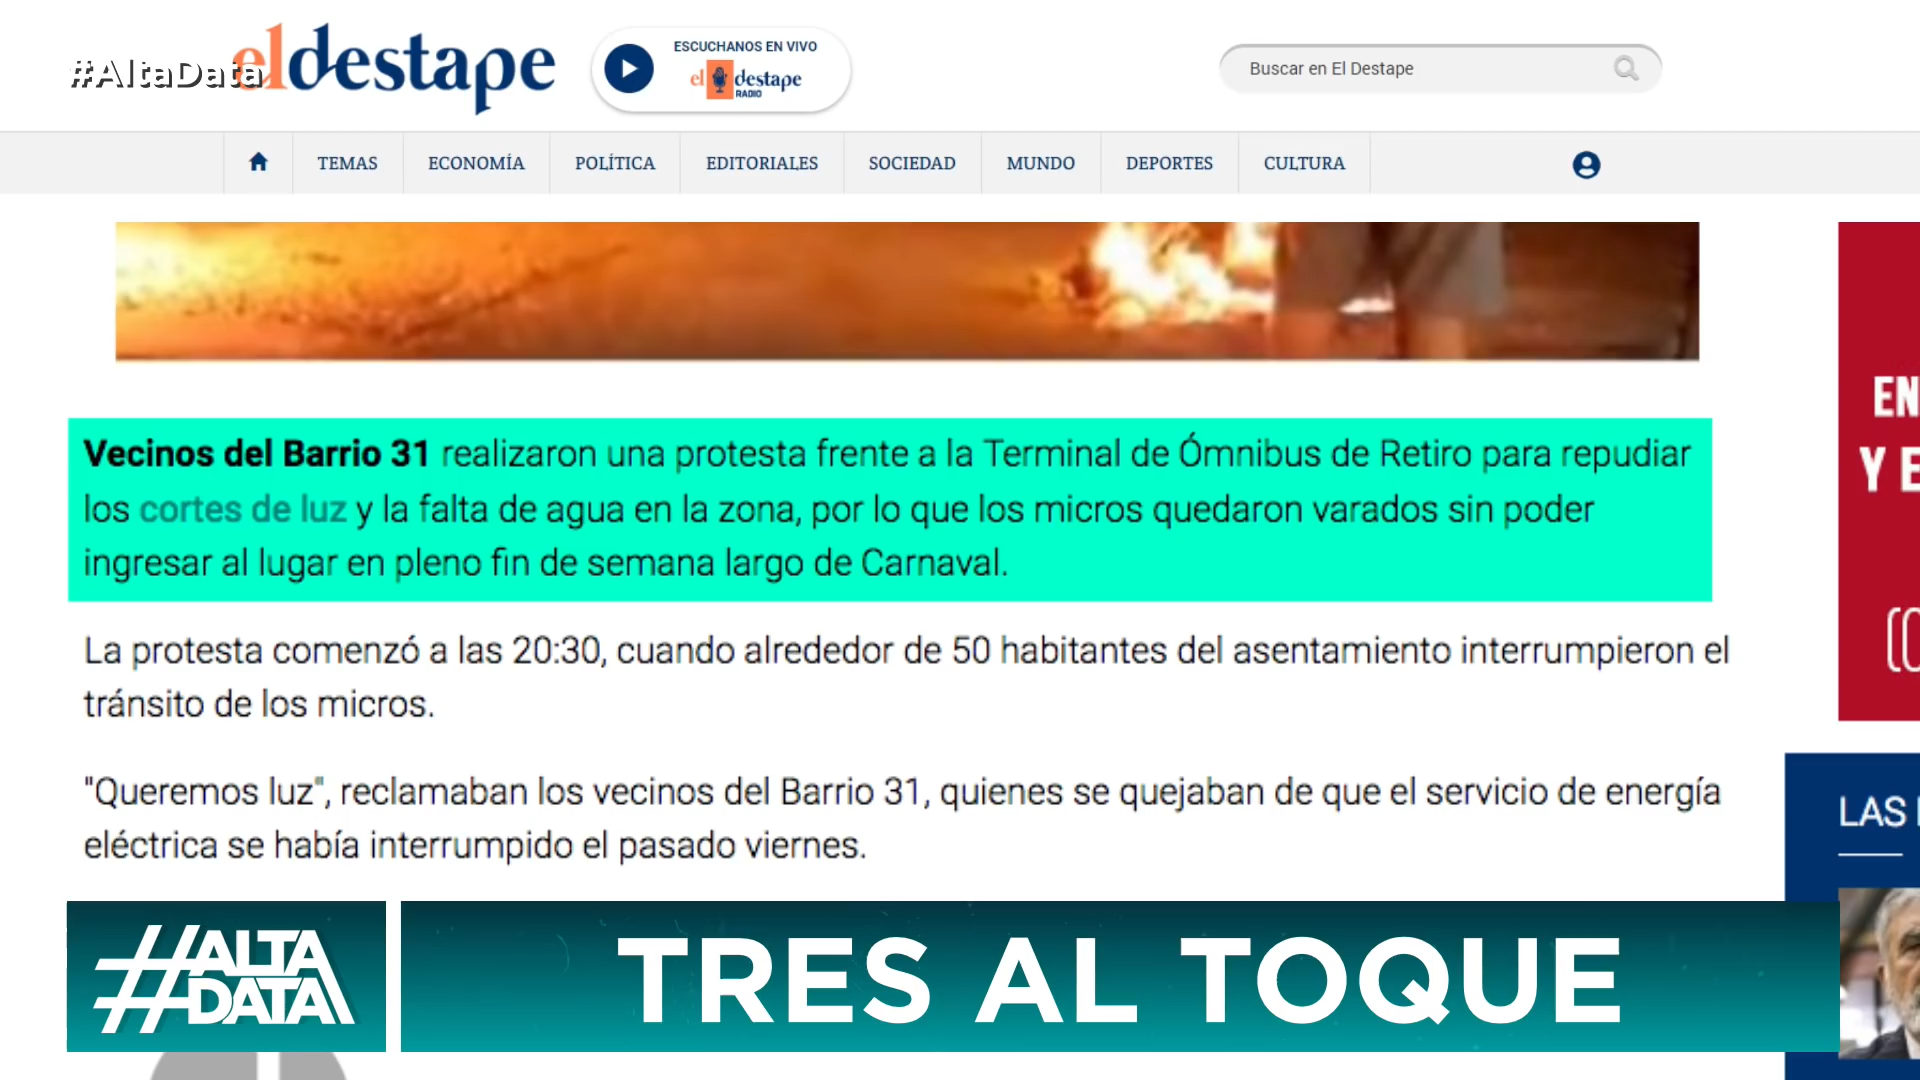 #AltaData
el destape
ESCUCHANOS EN VIVO
el destape
RADIO
Buscar en El Destape
TEMAS
ECONOMÍA
POLÍTICA
EDITORIALES
SOCIEDAD
MUNDO
DEPORTES
CULTURA
Vecinos del Barrio 31 realizaron una protesta frente a la Terminal de Ómnibus de Retiro para repudiar
los cortes de luz y la falta de agua en la zona, por lo que los micros quedaron varados sin poder
ingresar al lugar en pleno fin de semana largo de Carnaval.
La protesta comenzó a las 20:30, cuando alrededor de 50 habitantes del asentamiento interrumpieron el
tránsito de los micros.
"Queremos luz", reclamaban los vecinos del Barrio 31, quienes se quejaban de que el servicio de energía
eléctrica se había interrumpido el pasado viernes.
EN
Y E
LAS
#ALTA
DATA
TRES AL TOQUE